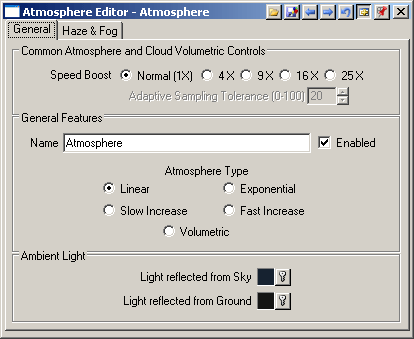 Atmosphere Editor - Atmosphere
General Haze & Fog
Common Atmosphere and Cloud Volumetric Controls
Speed Boost Normal (1X) 4X 9X 16X 25X
Adaptive Sampling Tolerance (0-100) 20
General Features
Name Atmosphere Enabled
Atmosphere Type
Linear Exponential
Slow Increase Fast Increase
Volumetric
Ambient Light
Light reflected from Sky
Light reflected from Ground